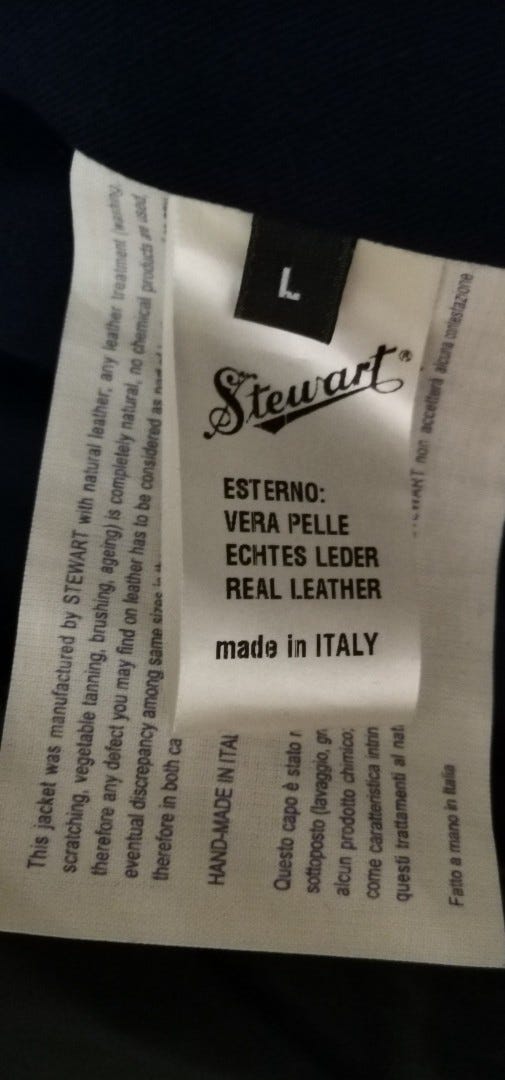 L
Stewart®
ESTERNO:
VERA PELLE
ECHTES LEDER
REAL LEATHER
made in ITALY
This jacket was manufactured by STEWART with natural leather, any leather treatment (washing,
scratching, vegetable tanning, brushing, ageing) is completely natural, no chemical products are used,
therefore any defect you may find on leather has to be considered as
eventual discrepancy among same sizes
therefore in both ca
HAND-MADE IN ITAL
Questo capo è stato
sottoposto (lavaggio, gr
alcun prodotto chimico,
come caratteristica intrin
questi trattamenti al nat
non accetterà alcuna contestazione
Fatto a mano in Italia